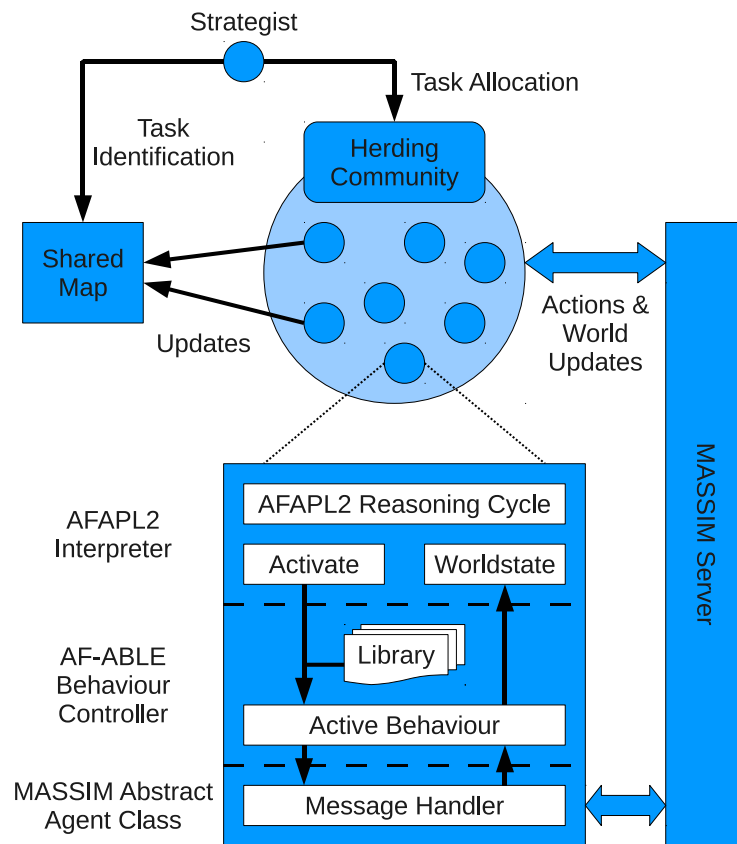 Strategist
Task Allocation
Task
Identification
Herding
Community
Shared
Map
Updates
Actions &
World
Updates
MASSIM Server
AFAPL2
Interpreter
AFAPL2 Reasoning Cycle
Activate
Worldstate
AF-ABLE
Behaviour
Controller
Library
Active Behaviour
MASSIM Abstract
Agent Class
Message Handler